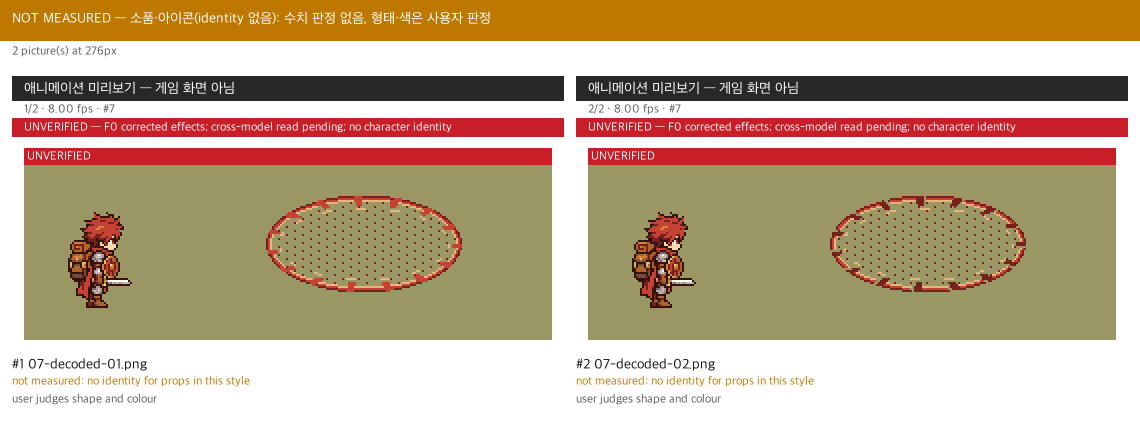 NOT MEASURED — 소품·아이콘(identity 없음): 수치 판정 없음, 형태·색은 사용자 판정
2 picture(s) at 276px
애니메이션 미리보기 — 게임 화면 아님
1/2 · 8.00 fps · #7
UNVERIFIED — F0 corrected effects; cross-model read pending; no character identity
UNVERIFIED
#1 07-decoded-01.png
not measured: no identity for props in this style
user judges shape and colour
애니메이션 미리보기 — 게임 화면 아님
2/2 · 8.00 fps · #7
UNVERIFIED — F0 corrected effects; cross-model read pending; no character identity
UNVERIFIED
#2 07-decoded-02.png
not measured: no identity for props in this style
user judges shape and colour